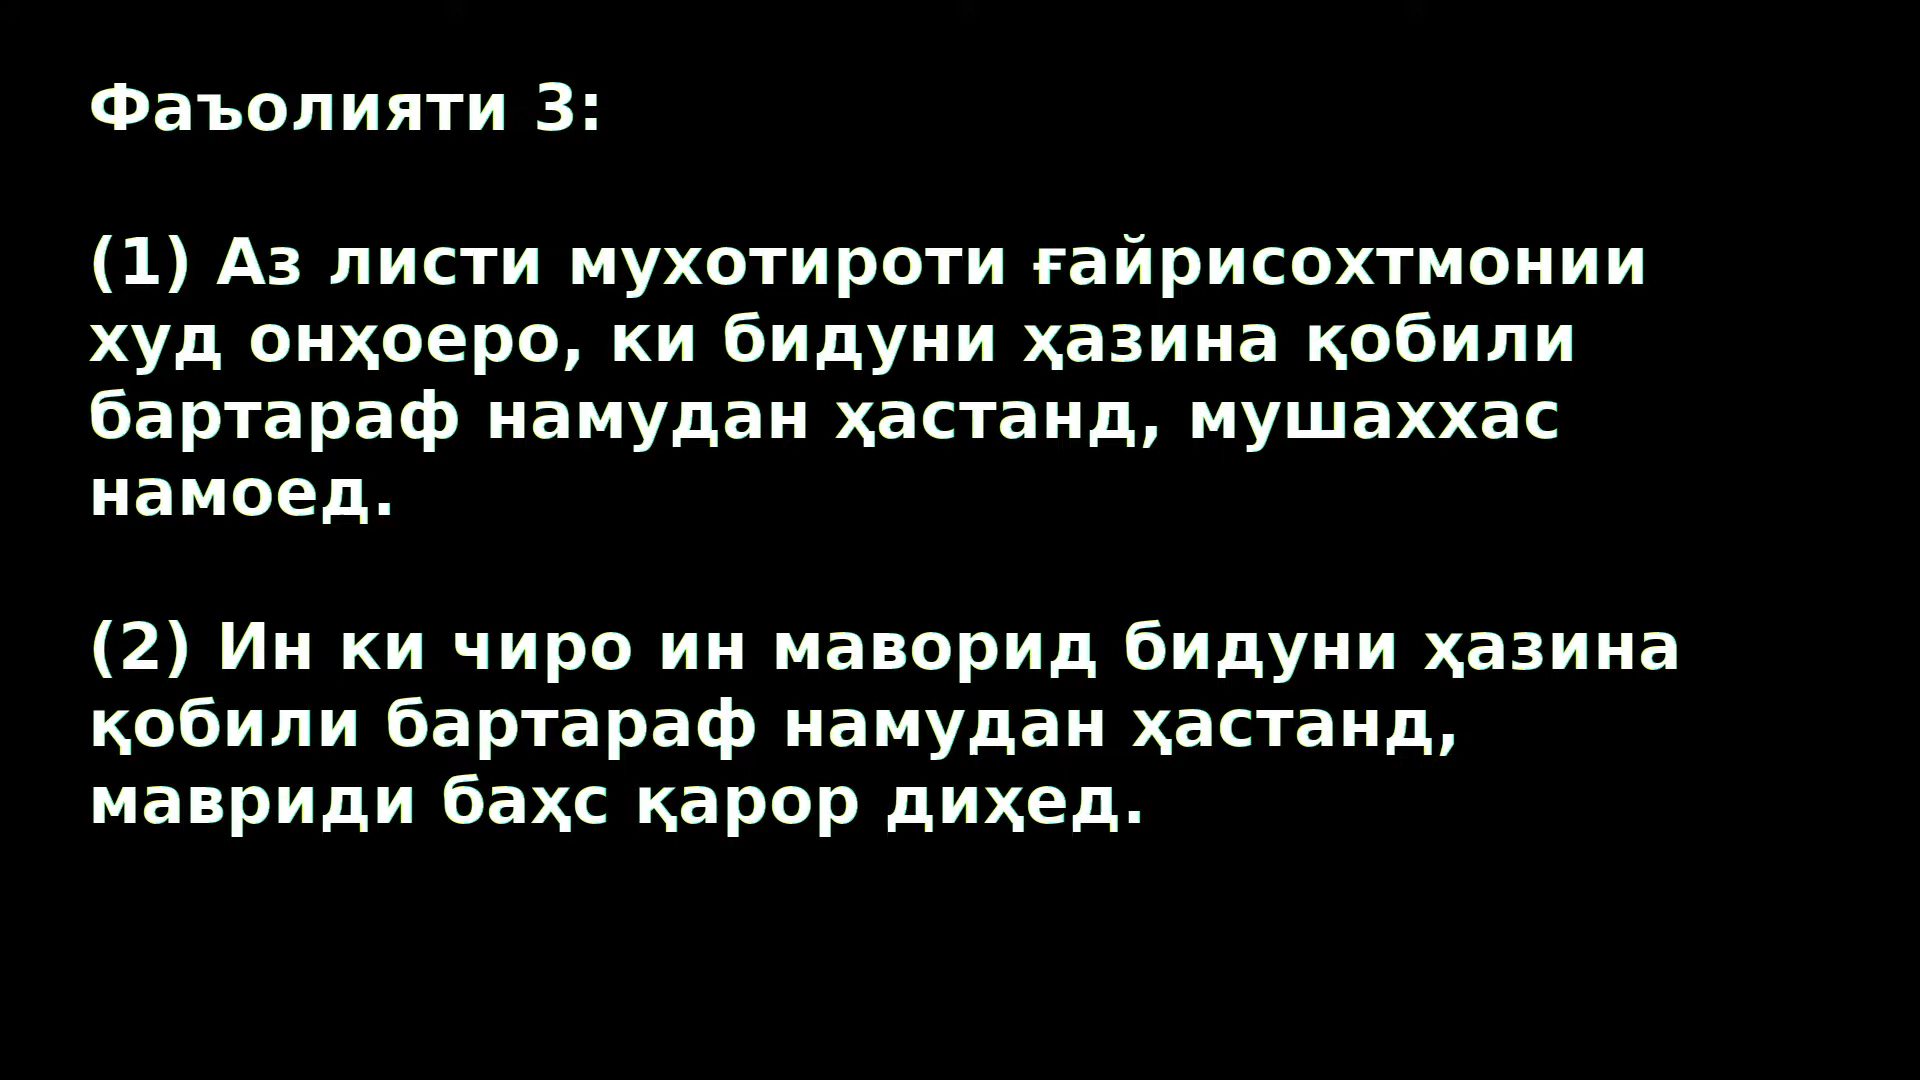 Фаъолияти 3:
(1) Аз листи мухотироти ғайрисохтмонии
худ онҳоеро, ки бидуни ҳазина қобили
бартараф намудан ҳастанд, мушаххас
намоед.
(2) Ин ки чиро ин маворид бидуни ҳазина
қобили бартараф намудан ҳастанд,
мавриди баҳс қарор диҳед.